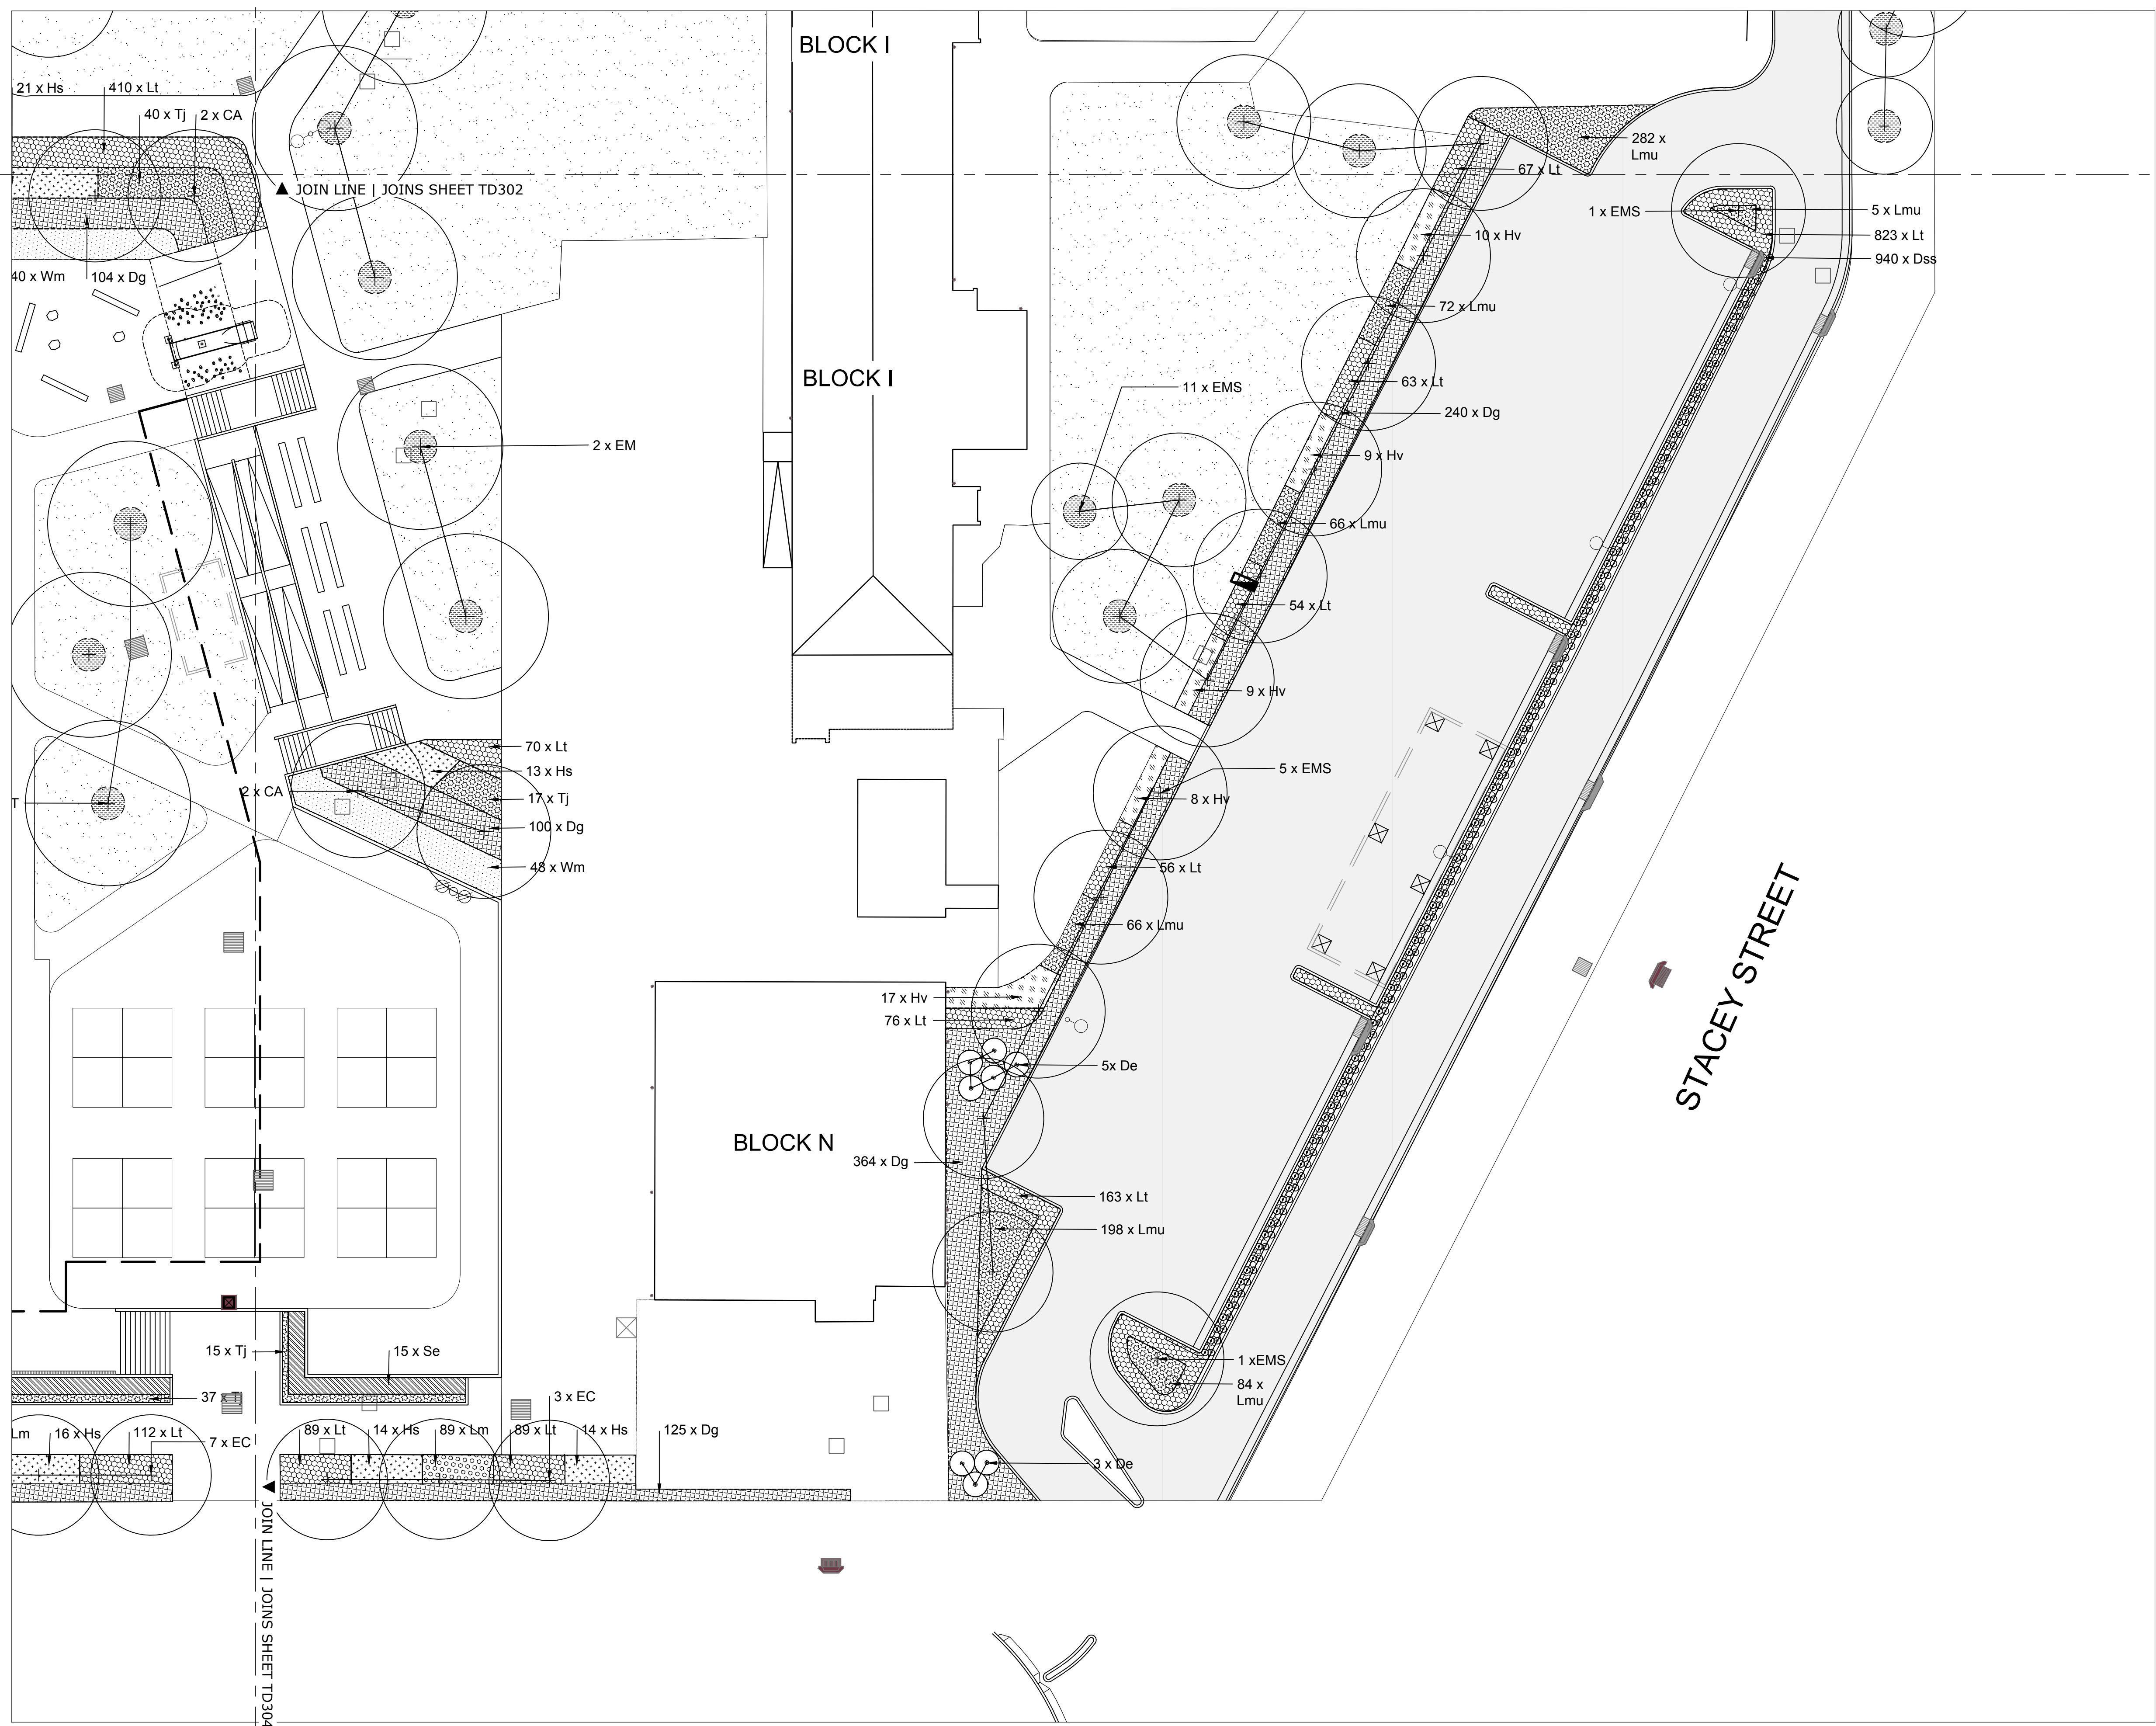 BLOCK I
21 x Hs
410 x Lt
40 x Tj
2 x CA
282 x
Lmu
67 x Lt
JOIN LINE | JOINS SHEET TD302
1 x EMS
5 x Lmu
10 x Hv
823 x Lt
940 x Dss
40 x Wm
104 x Dg
72 x Lmu
BLOCK I
63 x Lt
11 x EMS
240 x Dg
2 x EM
9 x Hv
66 x Lmu
54 x Lt
9 x Hv
70 x Lt
13 x Hs
5 x EMS
2 x CA
17 x Tj
8 x Hv
T
100 x Dg
48 x Wm
56 x Lt
66 x Lmu
STACEY STREET
17 x Hv
76 x Lt
5x De
BLOCK N
364 x Dg
163 x Lt
198 x Lmu
15 x Tj
15 x Se
1 xEMS
84 x
Lmu
37 x Tj
3 x EC
Lm
16 x Hs
112 x Lt
7 x EC
89 x Lt
14 x Hs
89 x Lm
89 x Lt
14 x Hs
125 x Dg
3 x De
JOIN LINE | JOINS SHEET TD304